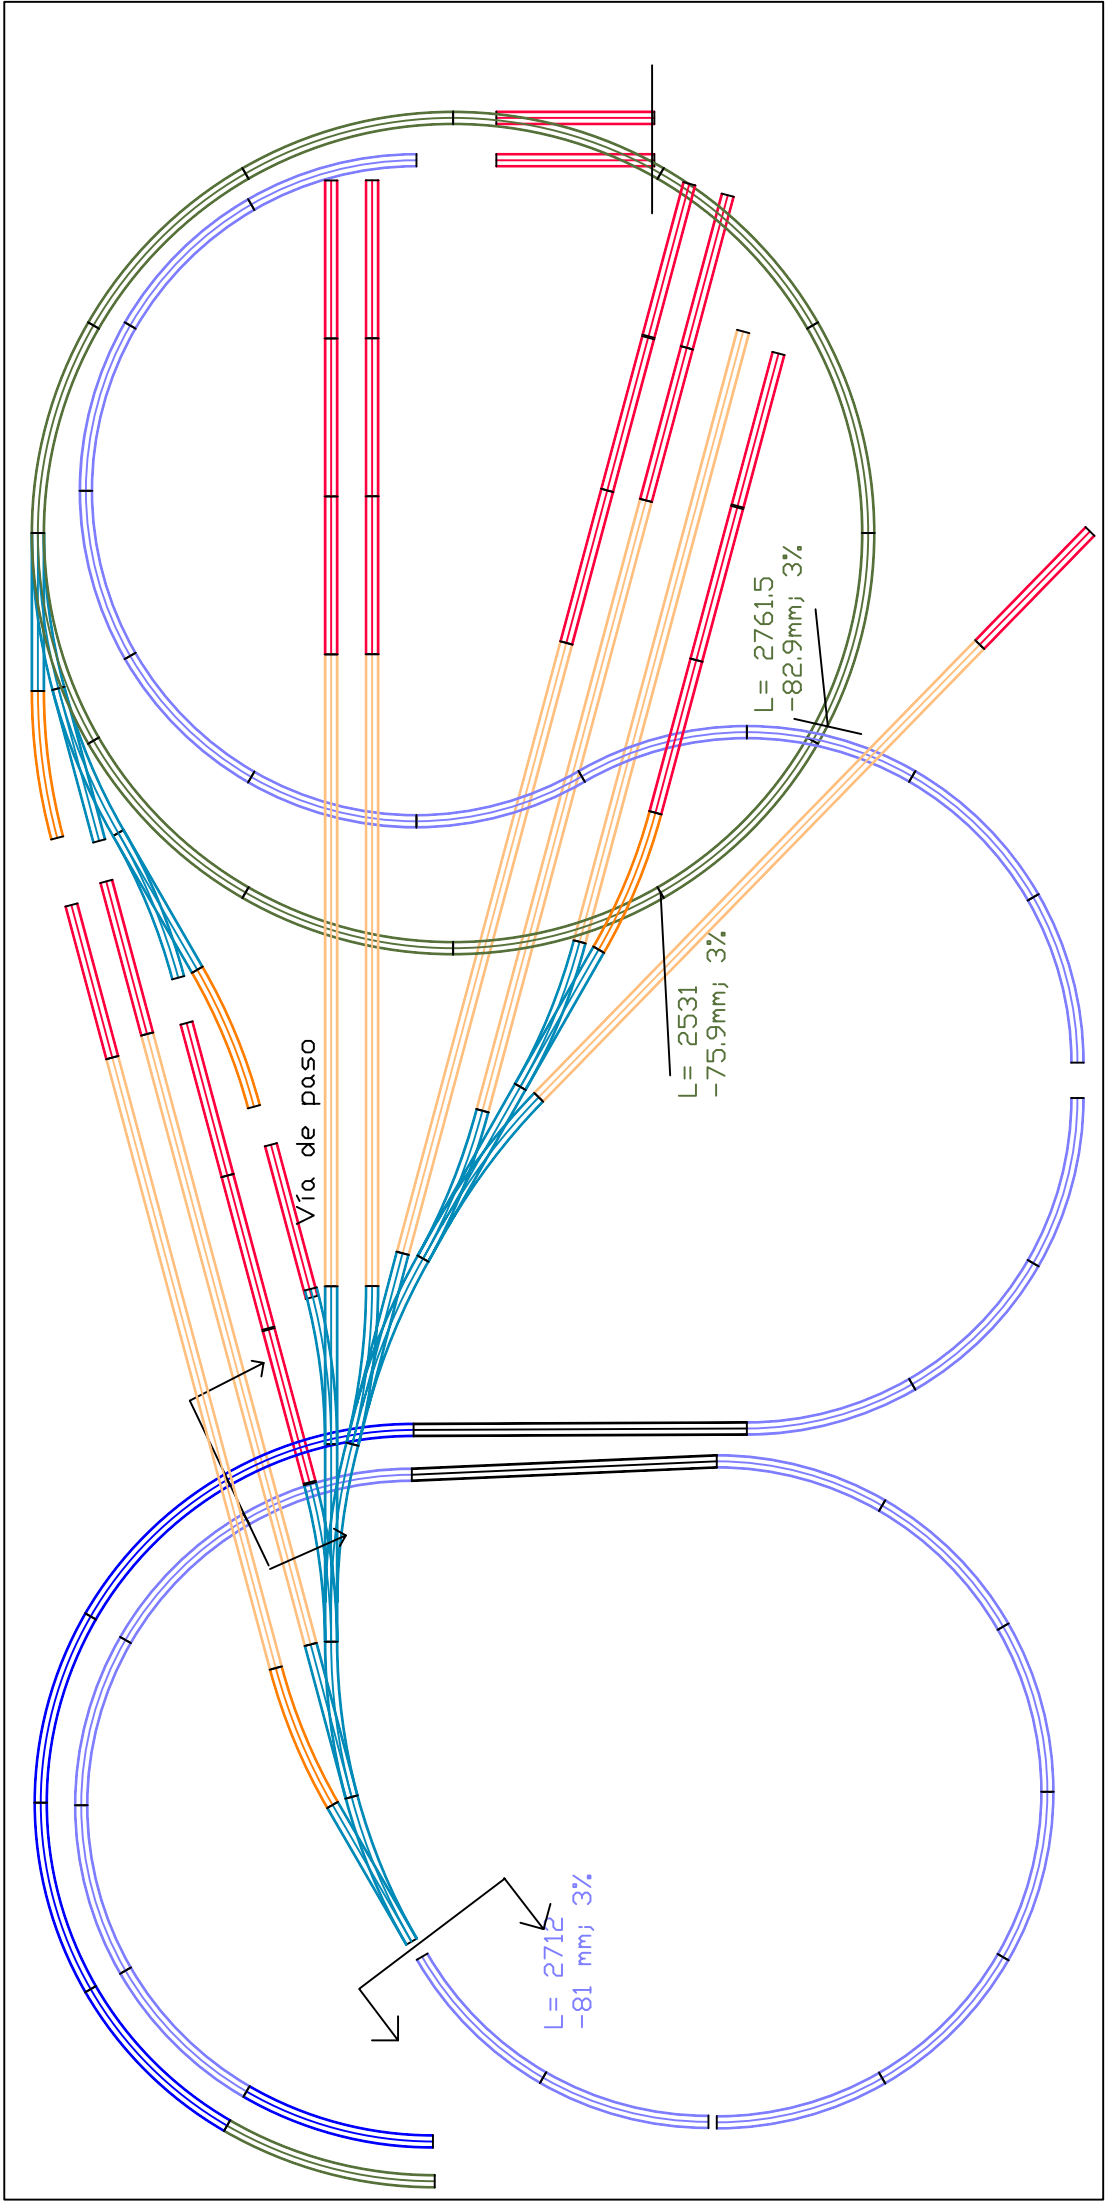 L= 2761.5
-82.9mm; 3%
L= 2531
-75.9mm; 3%
Vía de paso
L= 2712
-81 mm; 3%